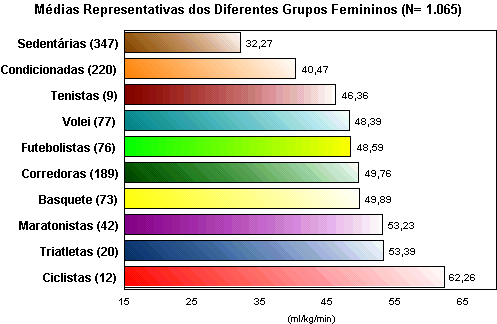 Médias Representativas dos Diferentes Grupos Femininos (N= 1.065)
Sedentárias (347) 32,27
Condicionadas (220) 40,47
Tenistas (9) 46,36
Volei (77) 48,39
Futebolistas (76) 48,59
Corredoras (189) 49,76
Basquete (73) 49,89
Maratonistas (42) 53,23
Triatletas (20) 53,39
Ciclistas (12) 62,26
15 25 35 45 55 65
(ml/kg/min)